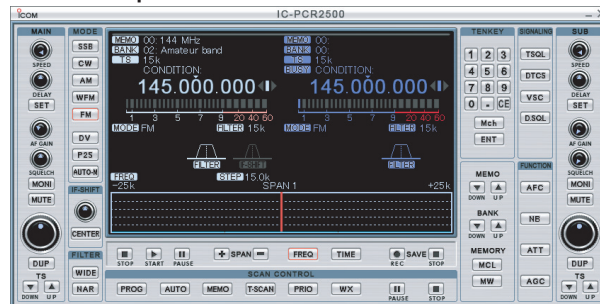 ICOM IC-PCR2500
MAIN
SPEED
DELAY
SET
AF GAIN
SQUELCH
MONI
MUTE
DUP
TS
DOWN UP
MODE
SSB
CW
AM
WFM
FM
DV
P25
AUTO-M
IF-SHIFT
CENTER
FILTER
WIDE
NAR
MEMO 00: 144 MHz
BANK 02: Amateur band
TS 15k
CONDITION:
145.000.000
1 3 5 7 9 20 40 60
MODE FM FILTER 15k
FILTER IF-SHIFT
MEMO 00:
BANK 00:
TS 15k
BUSY CONDITION:
145.000.000
1 3 5 7 9 20 40 60
MODE FM FILTER 15k
FILTER
FREQ STEP 15.0k
-25k SPAN 1 +25k
STOP START PAUSE
+ SPAN -
FREQ TIME
SAVE
REC STOP
SCAN CONTROL
PROG AUTO MEMO T-SCAN PRIO WX
PAUSE STOP
TENKEY
1 2 3
4 5 6
7 8 9
0 . CE
Mch
ENT
MEMO
DOWN UP
BANK
DOWN UP
MEMORY
MCL
MW
SIGNALING
TSQL
DTCS
VSC
D.SQL
FUNCTION
AFC
NB
ATT
AGC
SUB
SPEED
DELAY
SET
AF GAIN
SQUELCH
MONI
MUTE
DUP
TS
DOWN UP